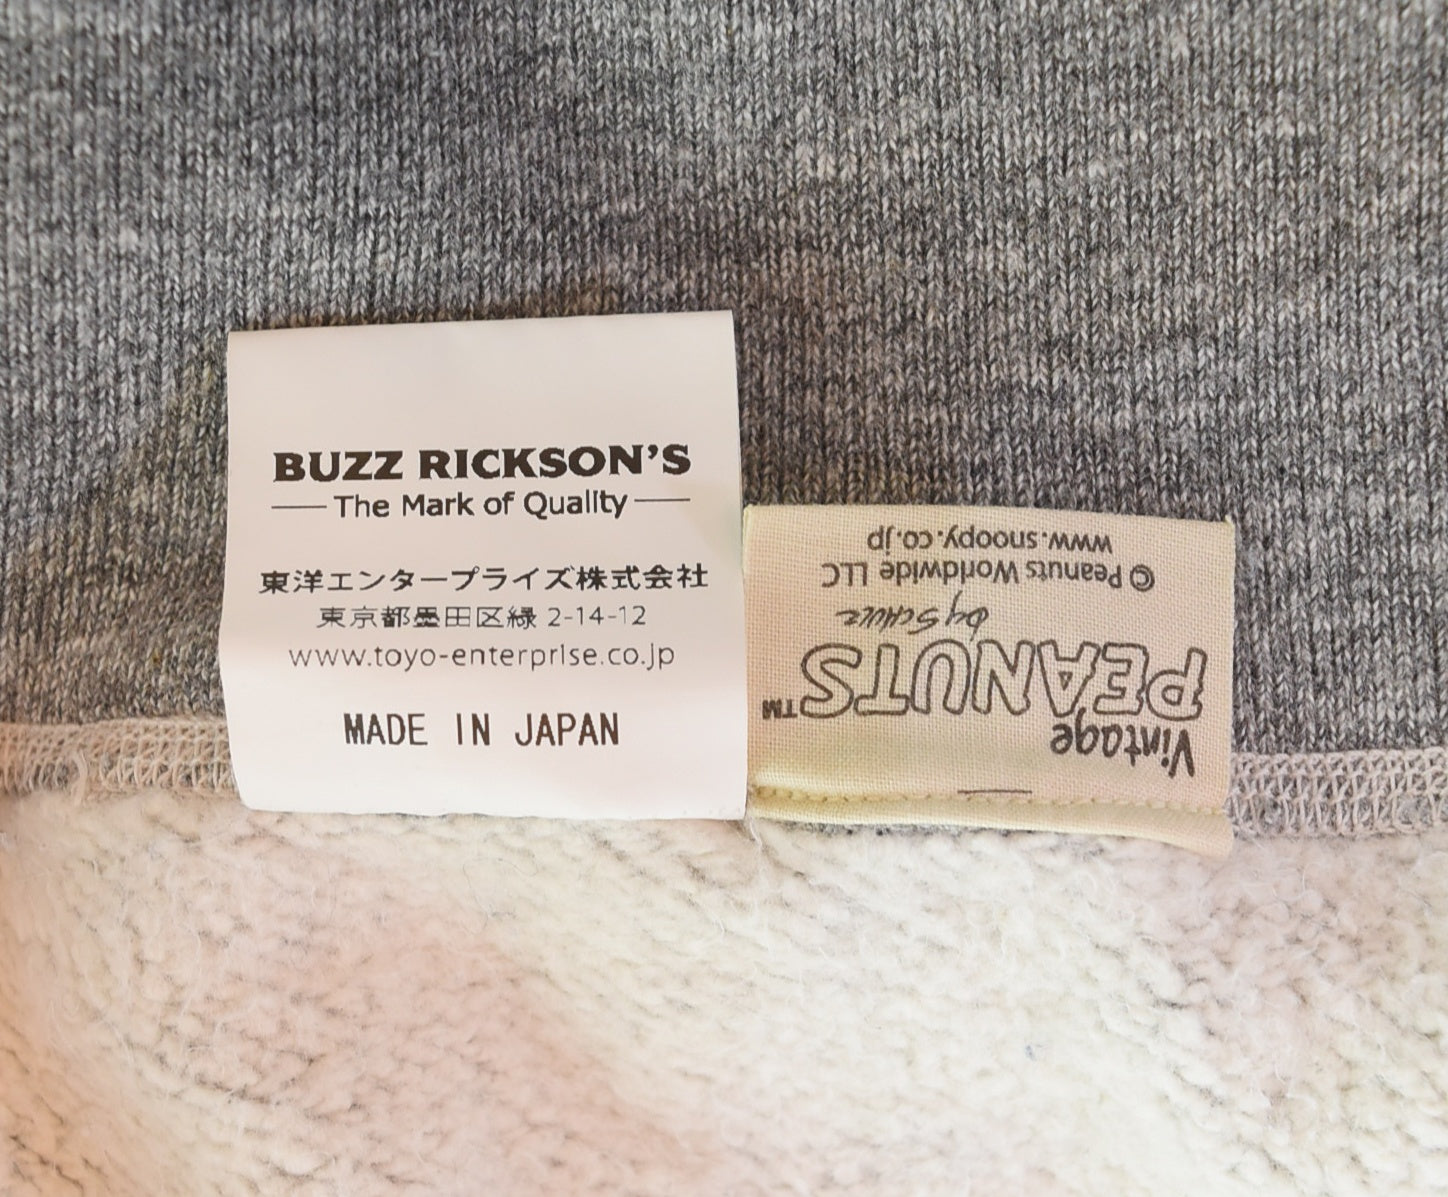 BUZZ RICKSON'S
The Mark of Quality
東洋エンタープライズ株式会社
東京都墨田区緑 2-14-12
www.toyo-enterprise.co.jp
MADE IN JAPAN
Vintage
PEANUTS™
by SCHULZ
© Peanuts Worldwide LLC
www.snoopy.co.jp